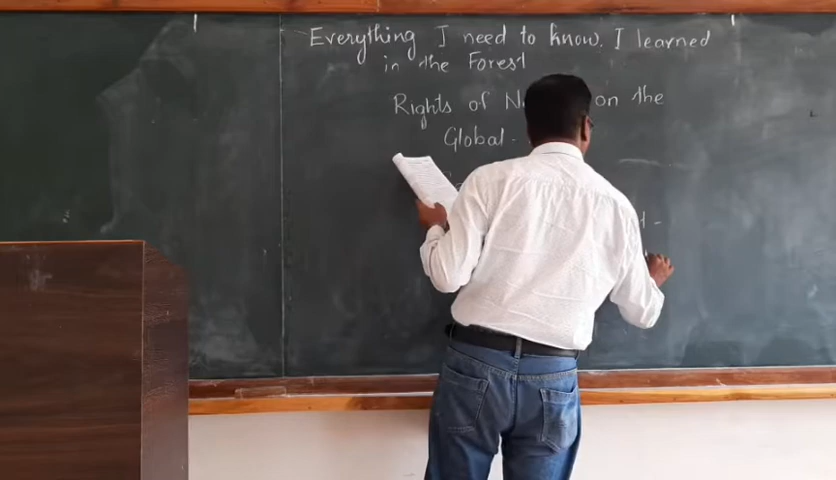 Everything I need to know, I learned
in the Forest
Rights of on the
Global -